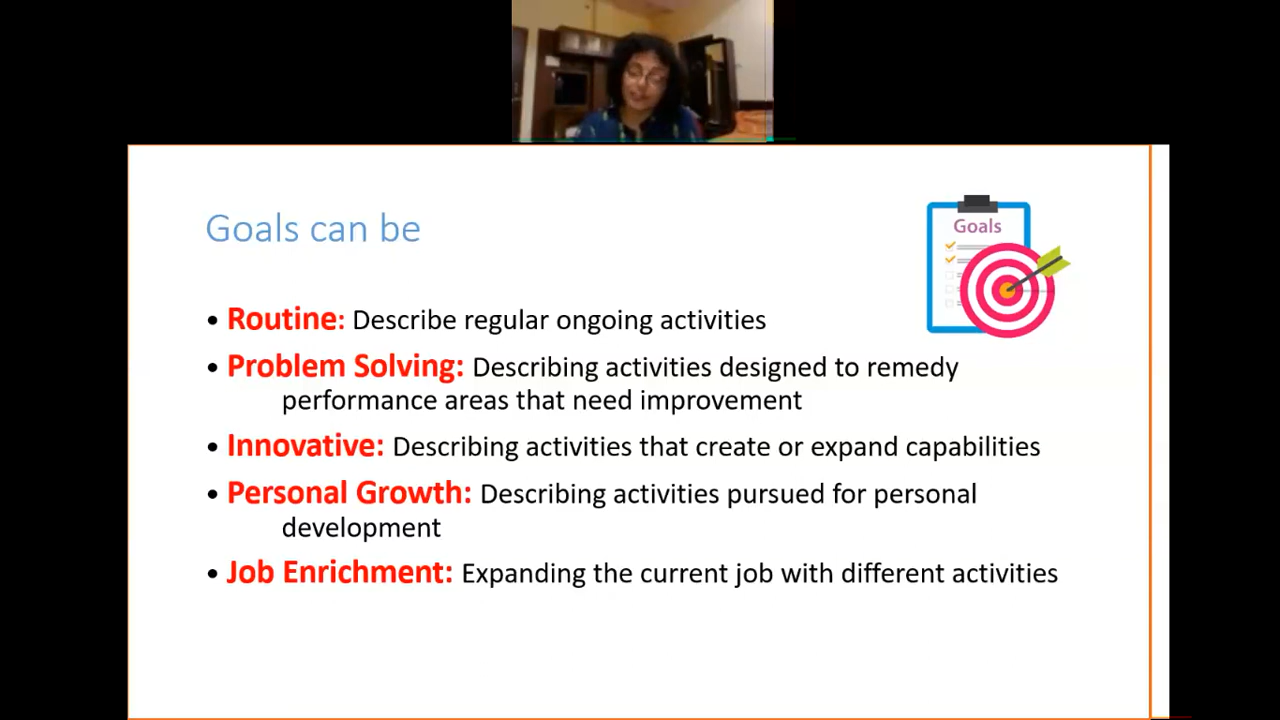 Goals can be
Goals
• Routine: Describe regular ongoing activities
• Problem Solving: Describing activities designed to remedy
performance areas that need improvement
• Innovative: Describing activities that create or expand capabilities
• Personal Growth: Describing activities pursued for personal
development
• Job Enrichment: Expanding the current job with different activities